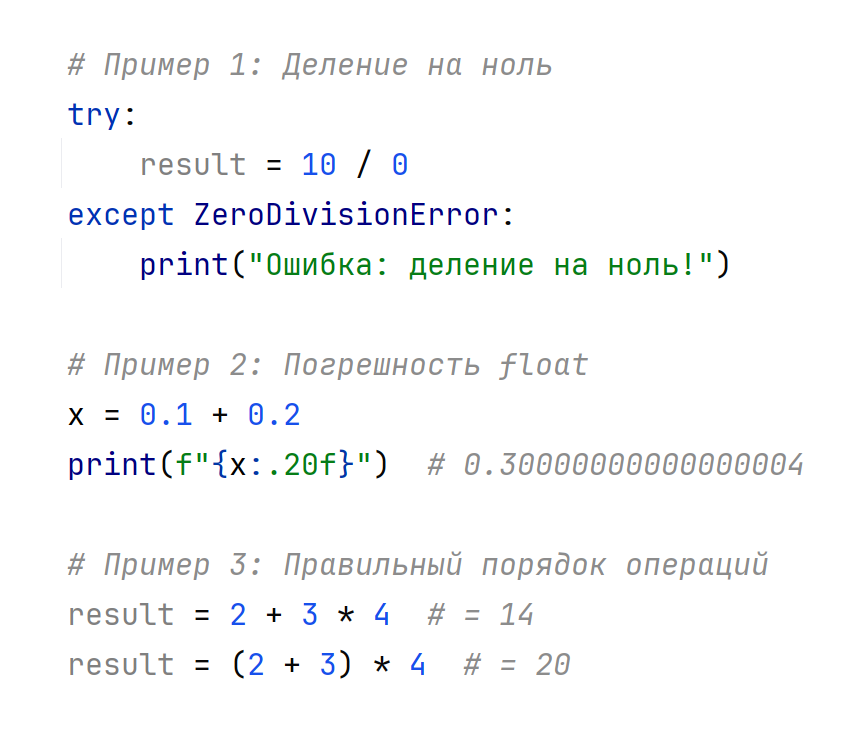 # Пример 1: Деление на ноль
try:
    result = 10 / 0
except ZeroDivisionError:
    print("Ошибка: деление на ноль!")
# Пример 2: Погрешность float
x = 0.1 + 0.2
print(f"{x:.20f}")  # 0.30000000000000004
# Пример 3: Правильный порядок операций
result = 2 + 3 * 4  # = 14
result = (2 + 3) * 4  # = 20